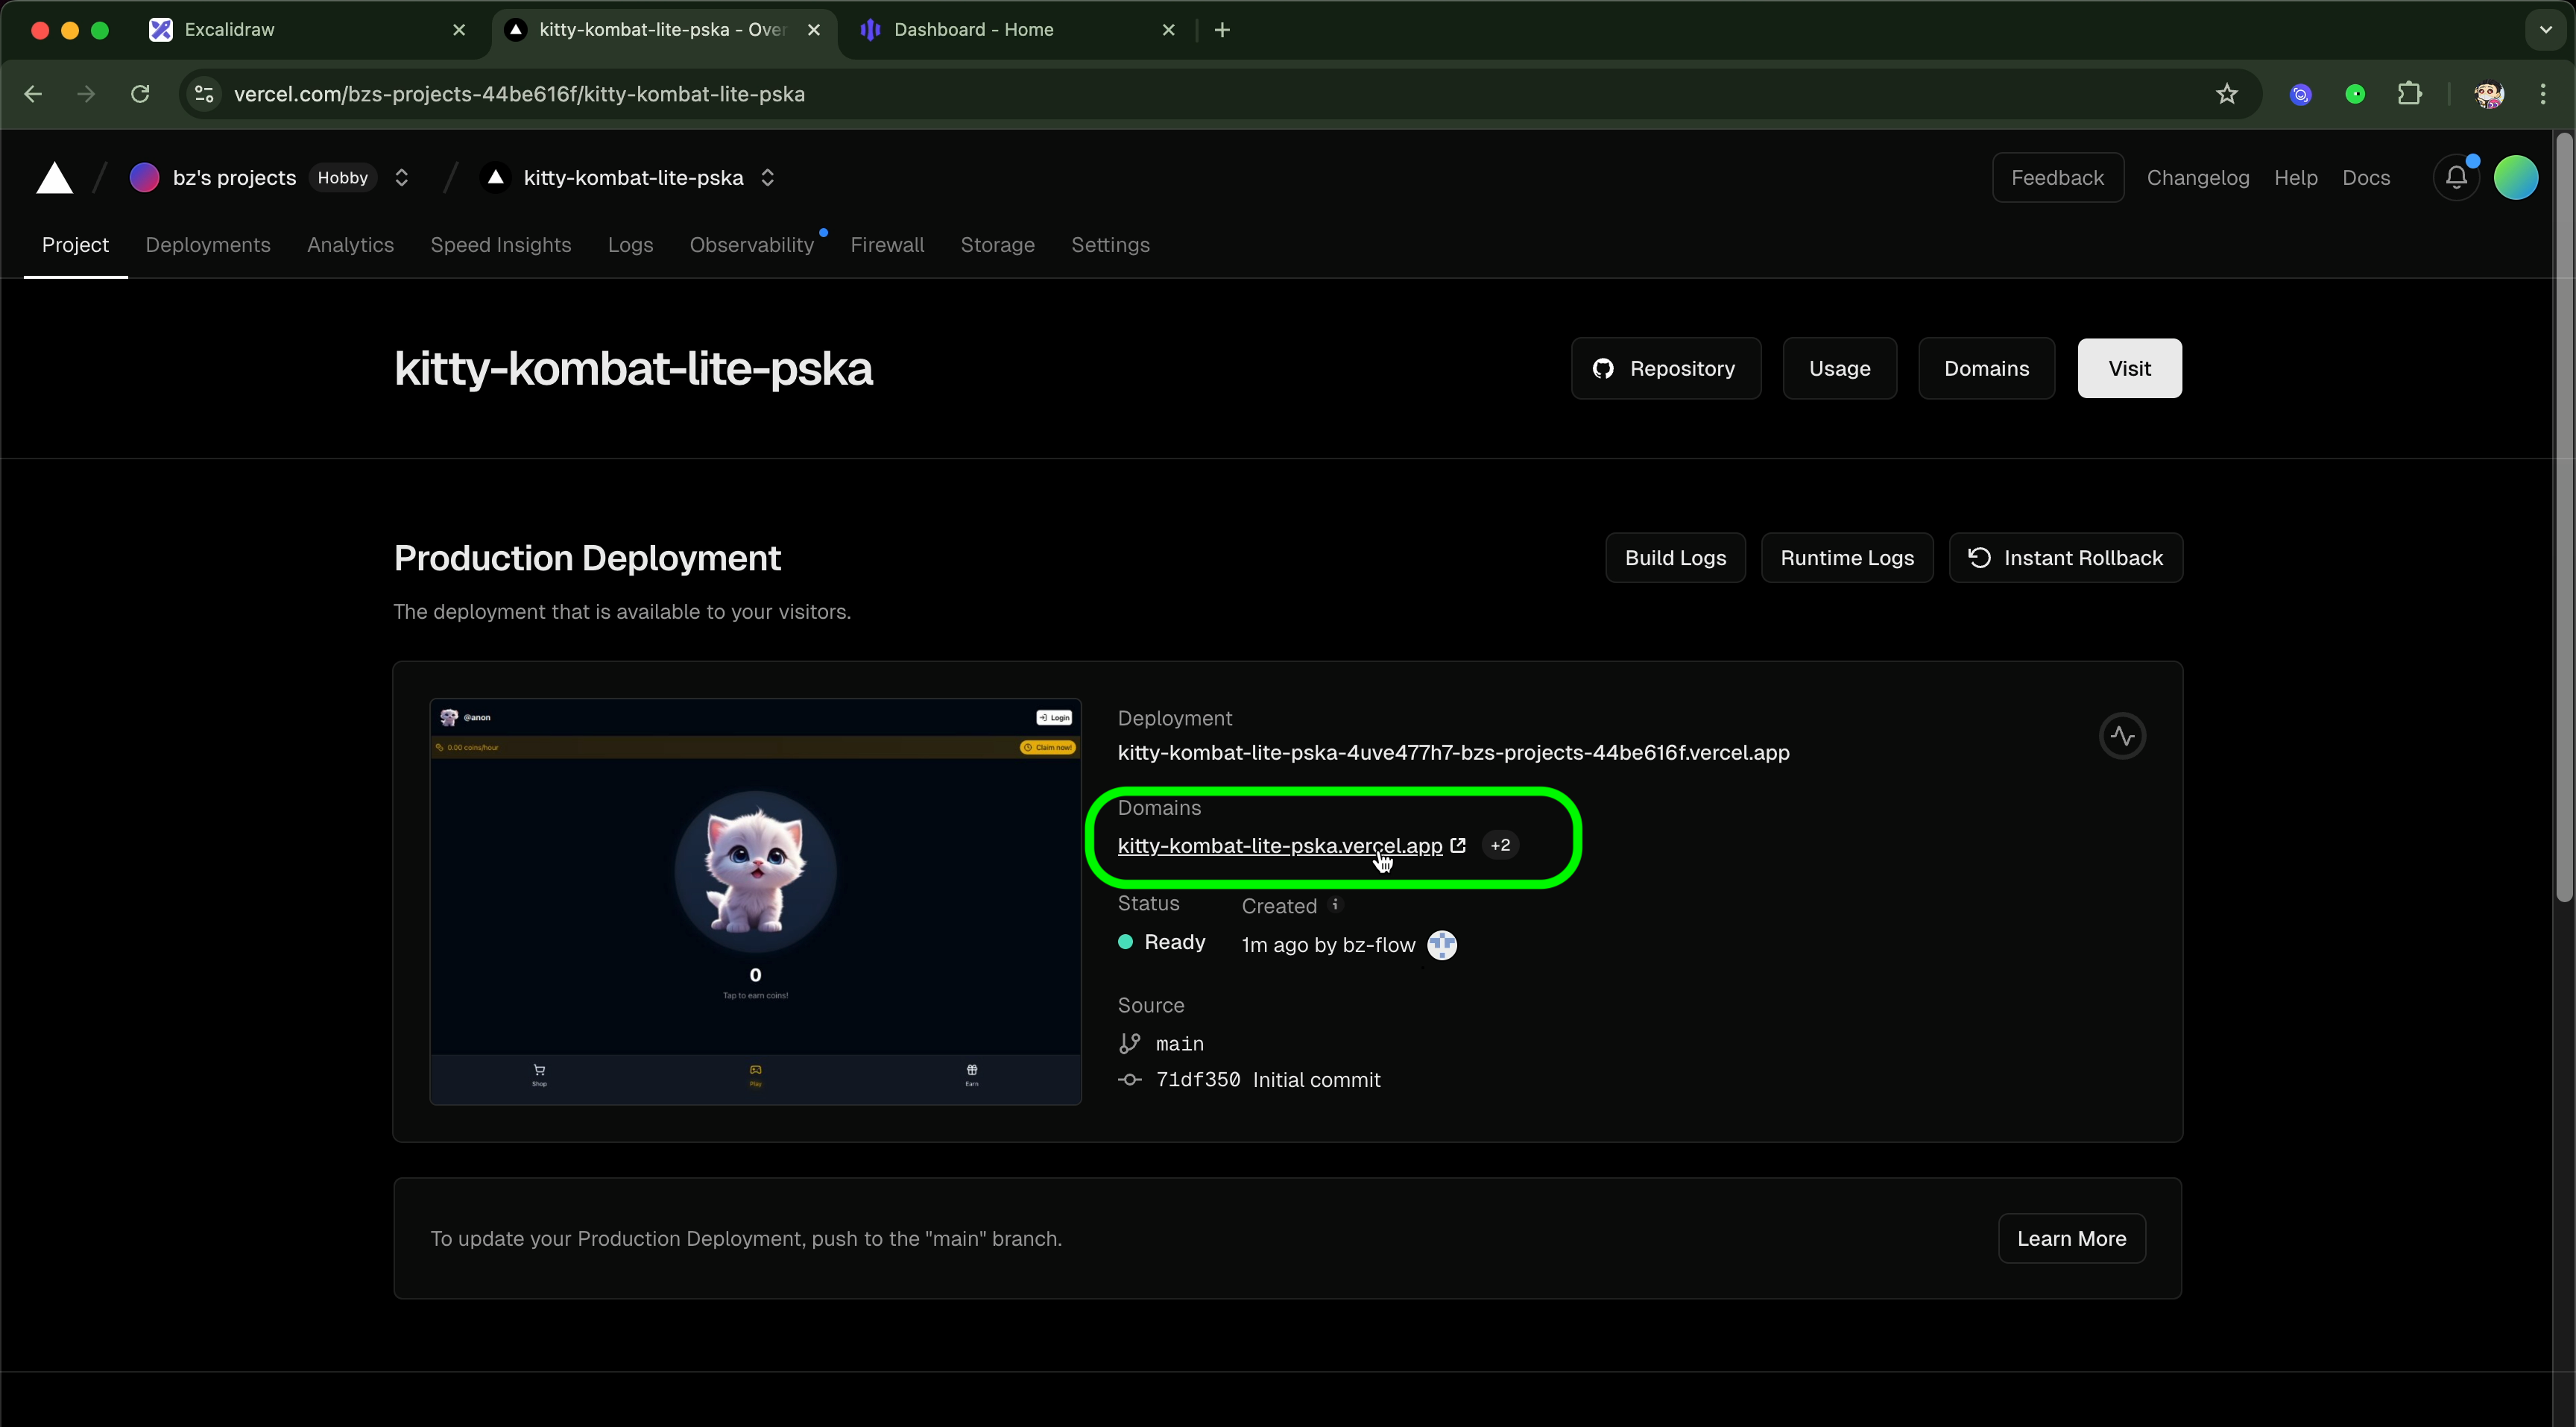 Excalidraw
kitty-kombat-lite-pska - Over
Dashboard - Home
vercel.com/bzs-projects-44be616f/kitty-kombat-lite-pska
bz's projects Hobby
kitty-kombat-lite-pska
Feedback Changelog Help Docs
Project Deployments Analytics Speed Insights Logs Observability Firewall Storage Settings
kitty-kombat-lite-pska
Repository Usage Domains Visit
Production Deployment
Build Logs Runtime Logs Instant Rollback
The deployment that is available to your visitors.
@anon
Login
0.00 coins/hour
Claim now!
0
Tap to earn coins!
Shop Play Earn
Deployment
kitty-kombat-lite-pska-4uve477h7-bzs-projects-44be616f.vercel.app
Domains
kitty-kombat-lite-pska.vercel.app +2
Status Created
Ready 1m ago by bz-flow
Source
main
71df350 Initial commit
To update your Production Deployment, push to the "main" branch.
Learn More